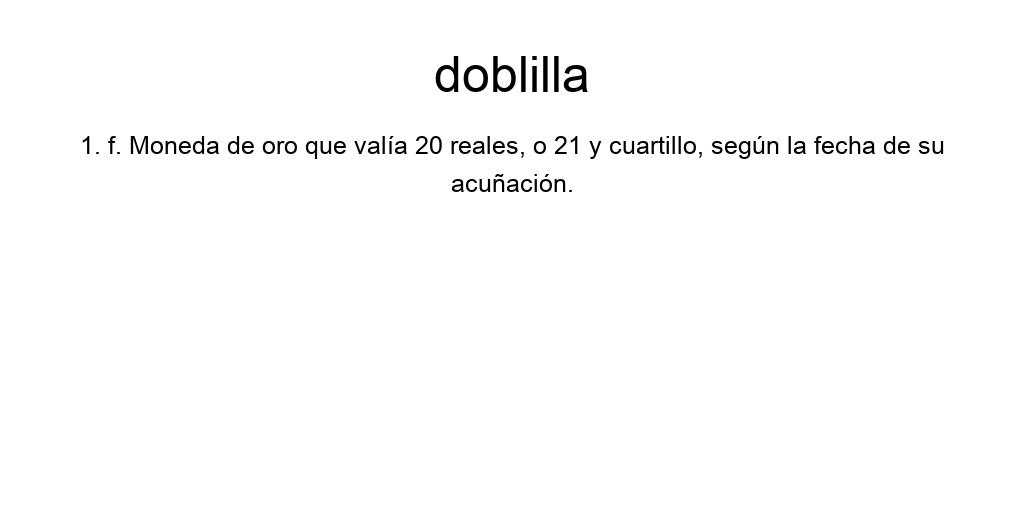 doblilla
1. f. Moneda de oro que valía 20 reales, o 21 y cuartillo, según la fecha de su
acuñación.